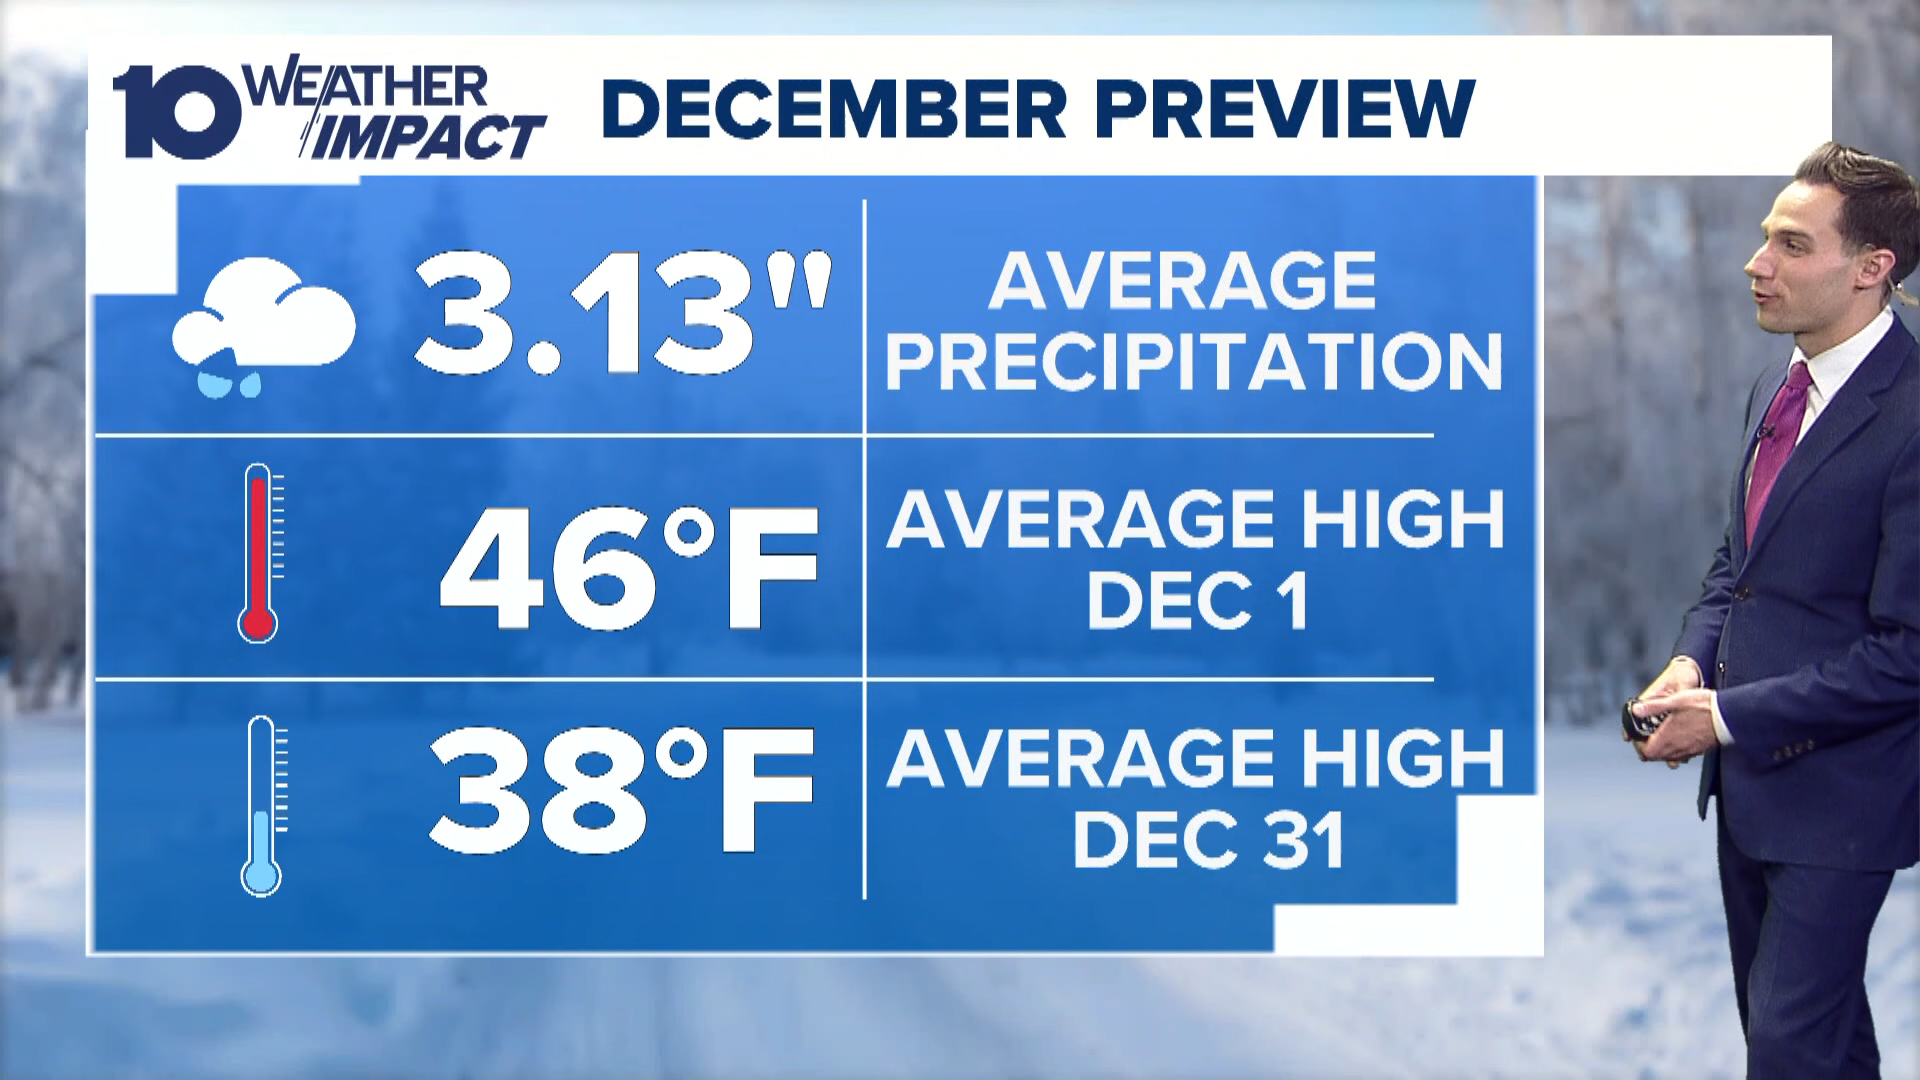 10 WEATHER IMPACT
DECEMBER PREVIEW
3.13"
AVERAGE
PRECIPITATION
46°F
AVERAGE HIGH
DEC 1
38°F
AVERAGE HIGH
DEC 31